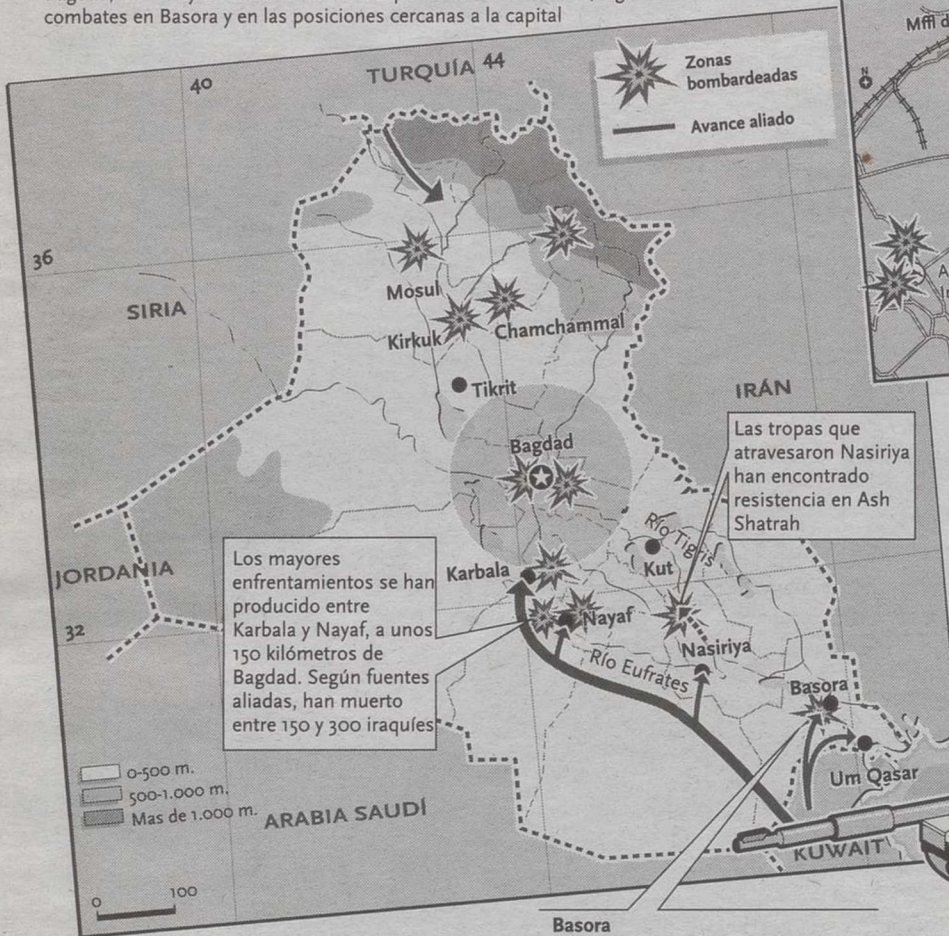 combates en Basora y en las posiciones cercanas a la capital
40
TURQUÍA
44
Zonas
bombardeadas
Avance aliado
N
36
SIRIA
Mosul
Kirkuk
Chamchammal
Tikrit
IRÁN
Bagdad
Las tropas que
atravesaron Nasiriya
han encontrado
resistencia en Ash
Shatrah
Río Tigris
Kut
JORDANIA
Los mayores
enfrentamientos se han
producido entre
Karbala y Nayaf, a unos
150 kilómetros de
Bagdad. Según fuentes
aliadas, han muerto
entre 150 y 300 iraquíes
Karbala
Nayaf
32
Nasiriya
Río Eufrates
Basora
Um Qasar
0-500 m.
500-1.000 m.
Mas de 1.000 m.
ARABIA SAUDÍ
KUWAIT
0
100
Basora